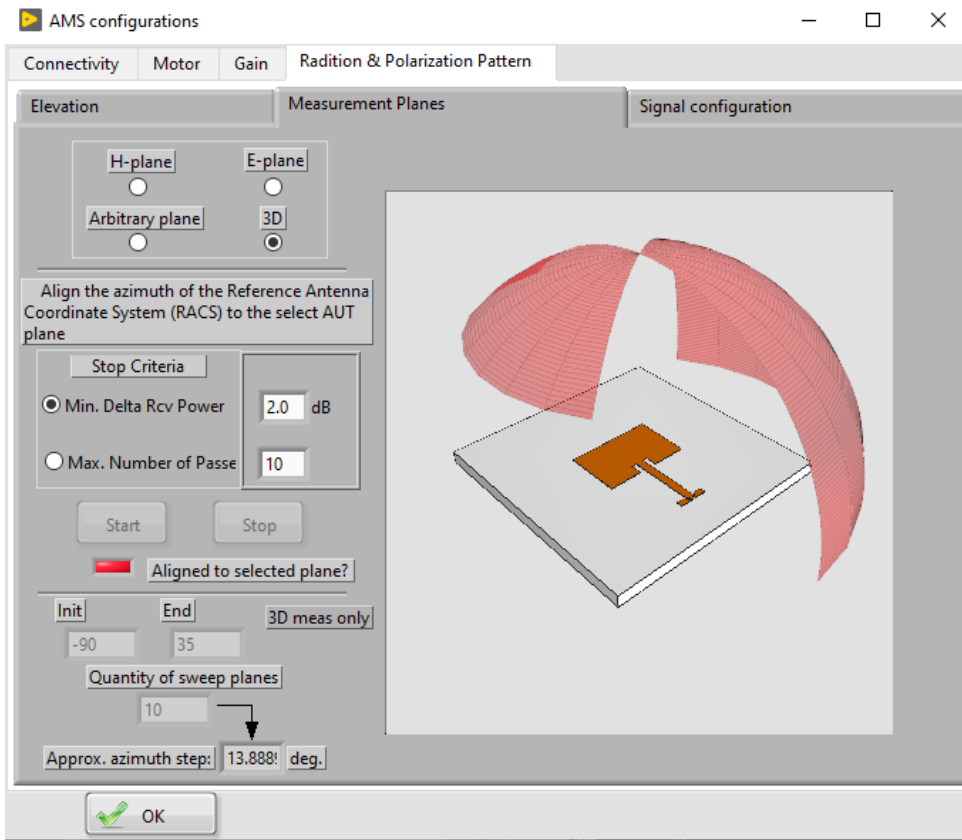 AMS configurations
Connectivity Motor Gain Radition & Polarization Pattern
Elevation Measurement Planes Signal configuration
H-plane E-plane
Arbitrary plane 3D
Align the azimuth of the Reference Antenna
Coordinate System (RACS) to the select AUT
plane
Stop Criteria
Min. Delta Rcv Power 2.0 dB
Max. Number of Passe 10
Start Stop
Aligned to selected plane?
Init End 3D meas only
-90 35
Quantity of sweep planes
10
Approx. azimuth step: 13.8889 deg.
OK